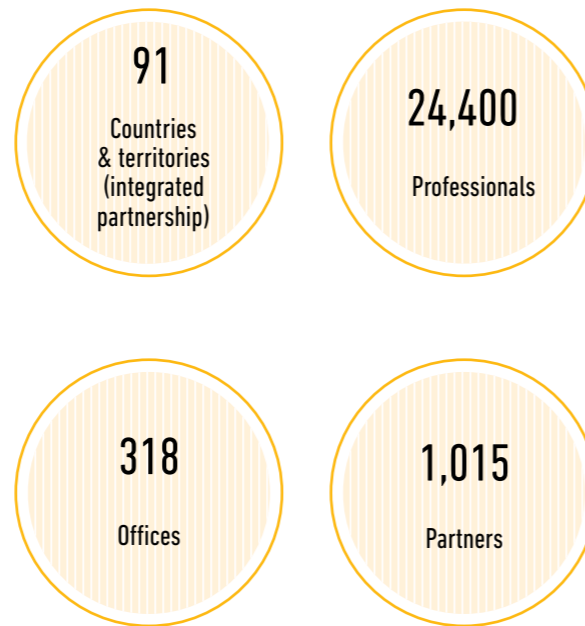 91
Countries
& territories
(integrated
partnership)
24,400
Professionals
318
Offices
1,015
Partners